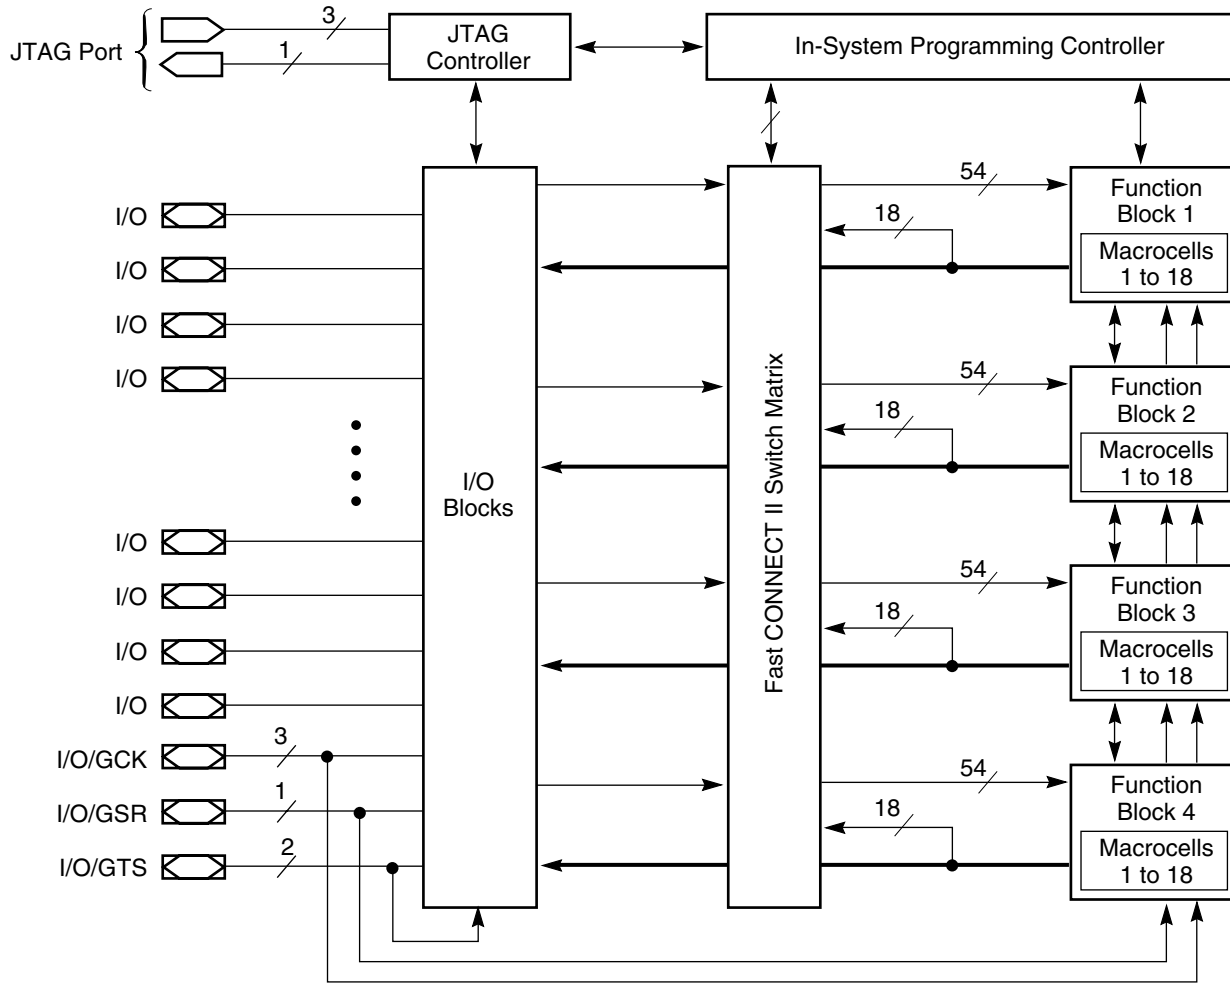 JTAG Port
3
1
JTAG
Controller
In-System Programming Controller
I/O
I/O
I/O
I/O
I/O
I/O
I/O
I/O
I/O/GCK
3
I/O/GSR
1
I/O/GTS
2
I/O
Blocks
Fast CONNECT II Switch Matrix
54
18
Function
Block 1
Macrocells
1 to 18
54
18
Function
Block 2
Macrocells
1 to 18
54
18
Function
Block 3
Macrocells
1 to 18
54
18
Function
Block 4
Macrocells
1 to 18